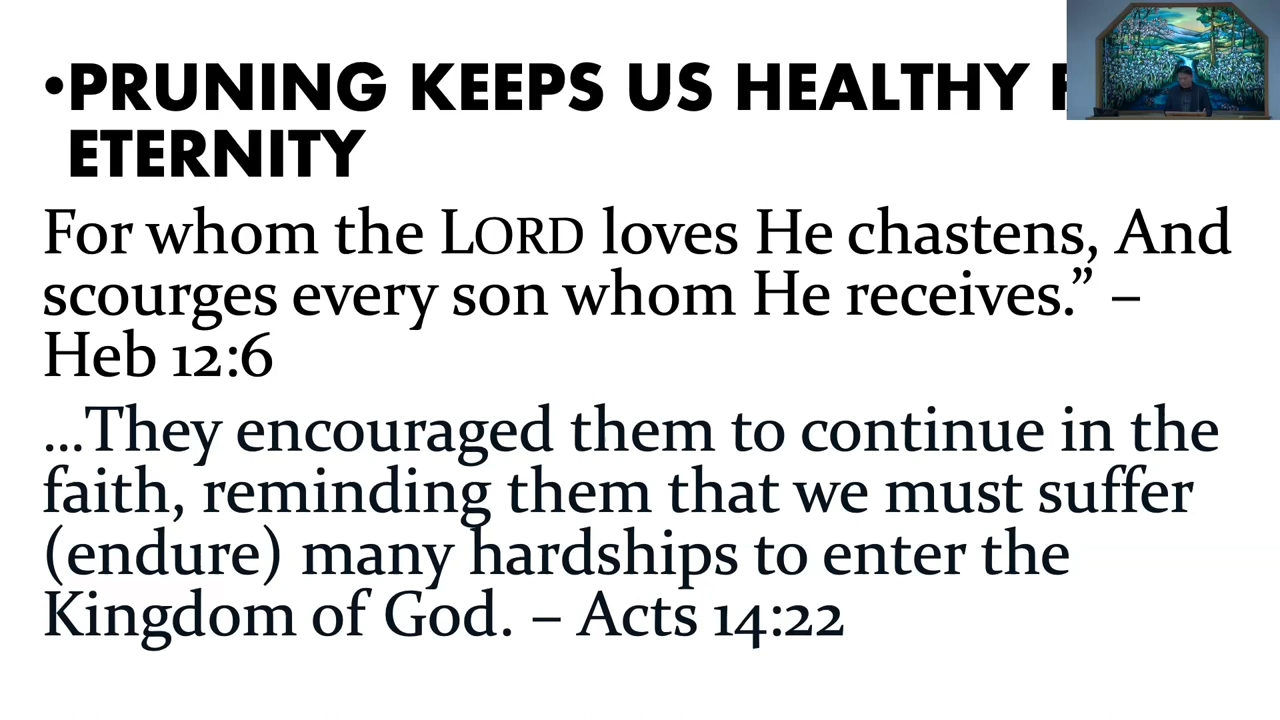 •PRUNING KEEPS US HEALTHY
ETERNITY
For whom the LORD loves He chastens, And
scourges every son whom He receives.” –
Heb 12:6
...They encouraged them to continue in the
faith, reminding them that we must suffer
(endure) many hardships to enter the
Kingdom of God. – Acts 14:22